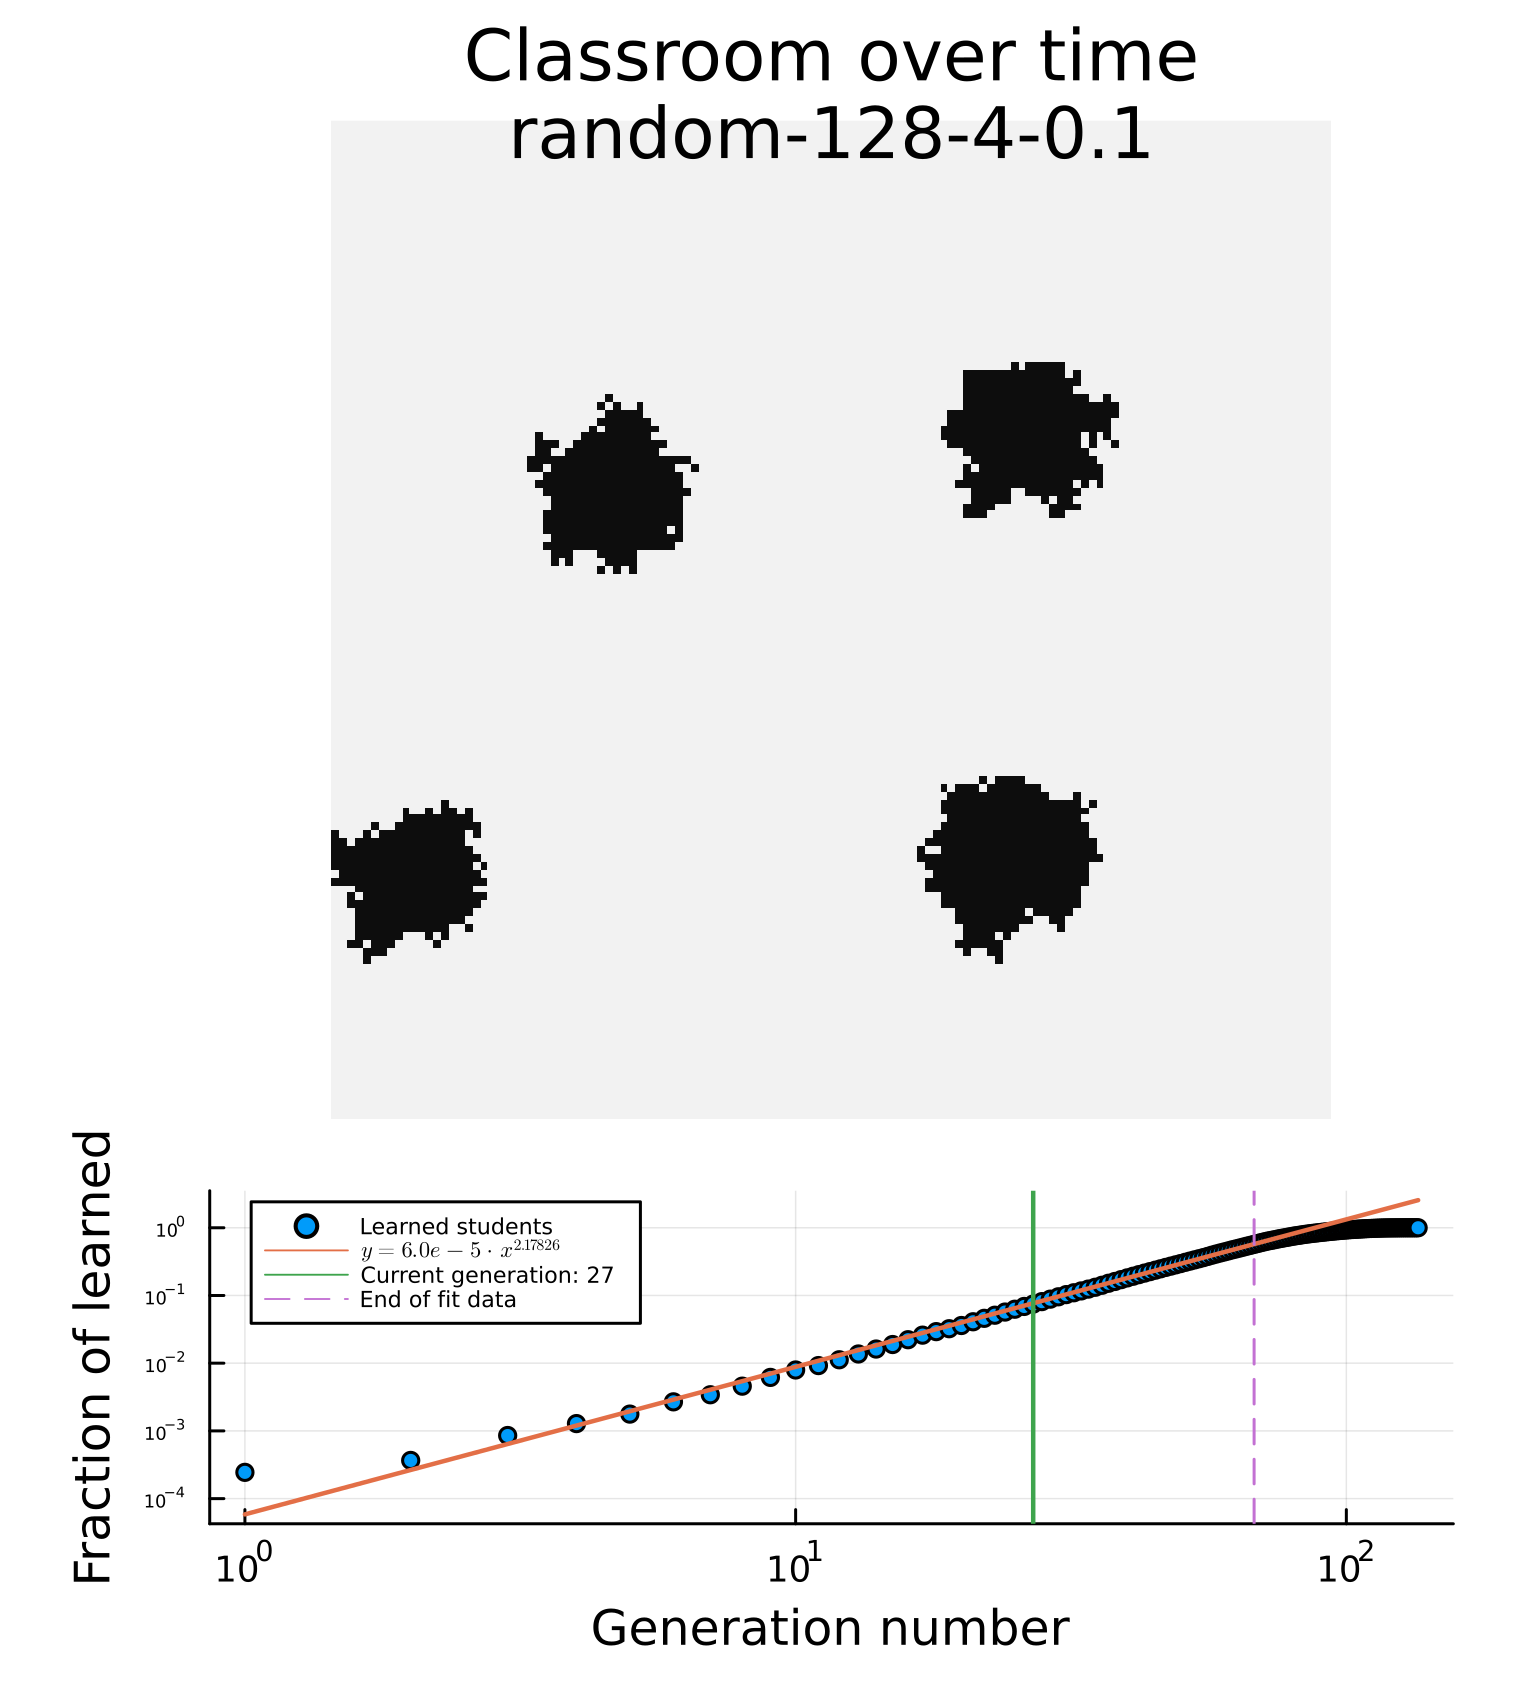 Classroom over time
random-128-4-0.1
Fraction of learned
Learned students
y = 6.0e − 5 · x^2.17826
Current generation: 27
End of fit data
10^0
10^-1
10^-2
10^-3
10^-4
10^0 10^1 10^2
Generation number